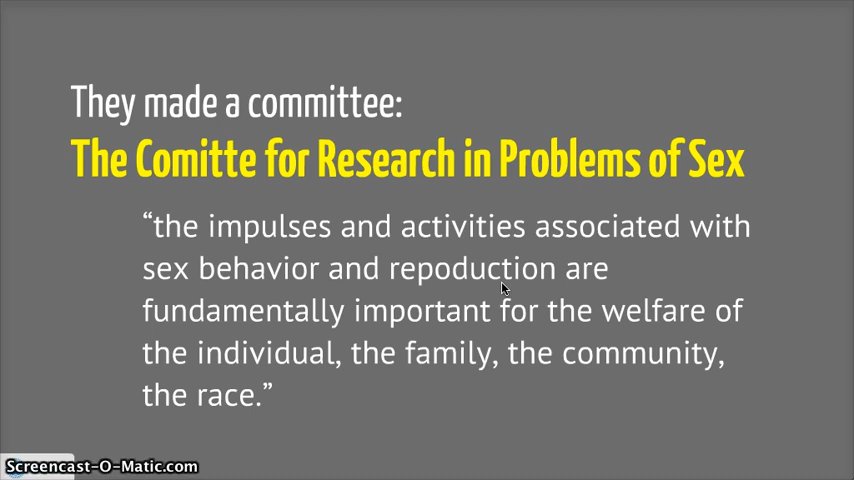 They made a committee:
The Comitte for Research in Problems of Sex
“the impulses and activities associated with
sex behavior and repoduction are
fundamentally important for the welfare of
the individual, the family, the community,
the race.”
Screencast-O-Matic.com